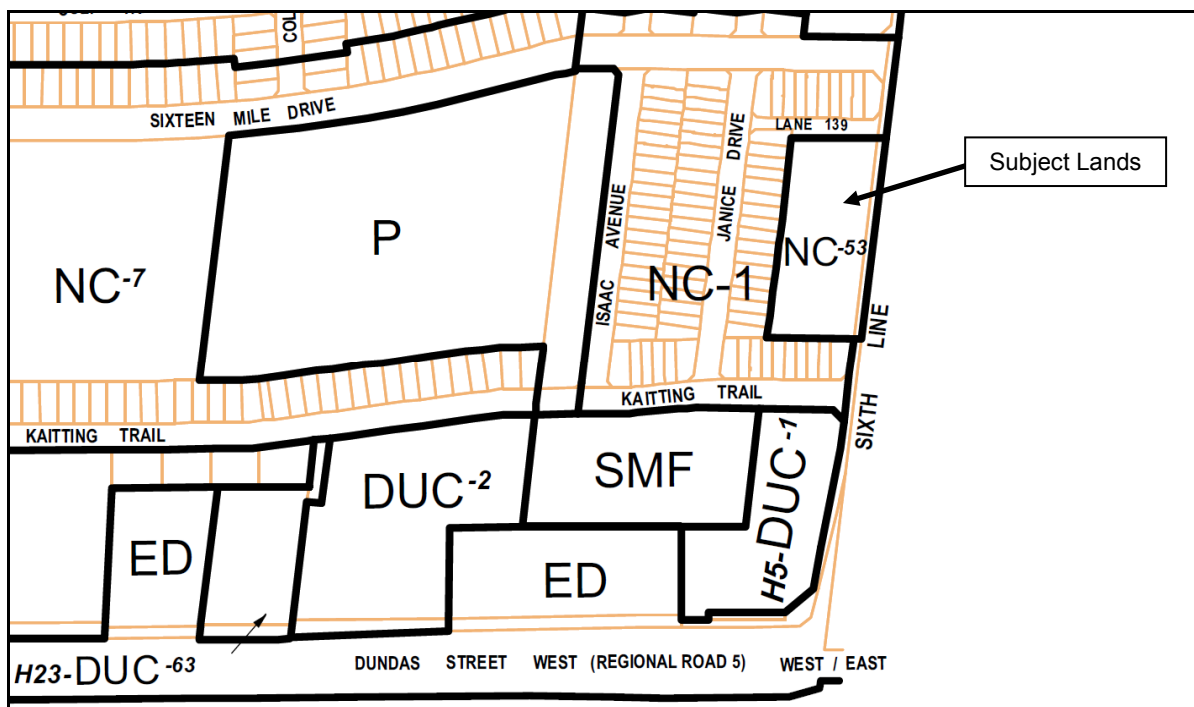 COL
SIXTEEN MILE DRIVE
LANE 139
Subject Lands
P
ISAAC AVENUE
JANICE DRIVE
NC-7
NC-1
NC-53
SIXTH LINE
KAITTING TRAIL
KAITTING TRAIL
DUC-2
SMF
H5-DUC-1
ED
ED
H23-DUC-63
DUNDAS STREET WEST (REGIONAL ROAD 5) WEST / EAST